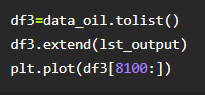 df3=data_oil.tolist()
df3.extend(lst_output)
plt.plot(df3[8100:])